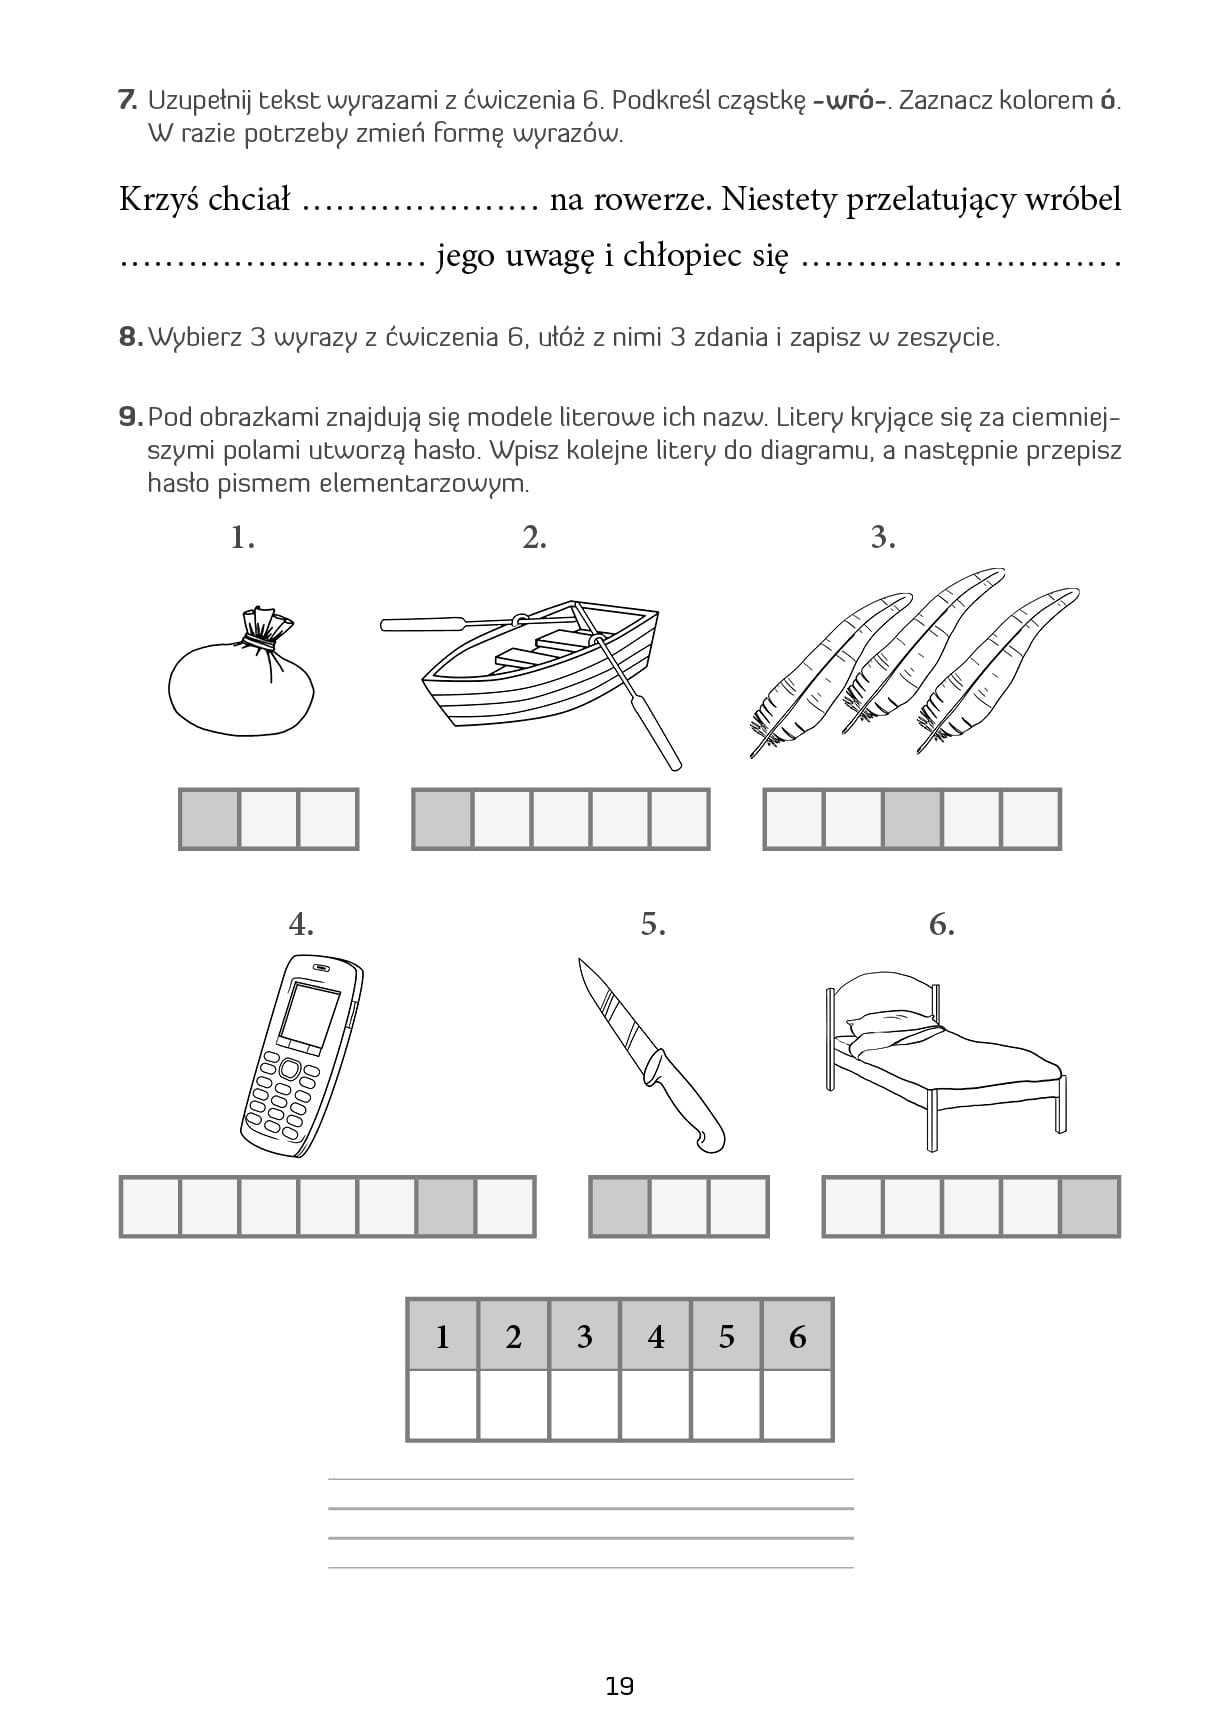 7. Uzupełnij tekst wyrazami z ćwiczenia 6. Podkreśl cząstkę -wró-. Zaznacz kolorem ó.
W razie potrzeby zmień formę wyrazów.
Krzyś chciał ..................... na rowerze. Niestety przelatujący wróbel
........................... jego uwagę i chłopiec się ............................
8. Wybierz 3 wyrazy z ćwiczenia 6, ułóż z nimi 3 zdania i zapisz w zeszycie.
9. Pod obrazkami znajdują się modele literowe ich nazw. Litery kryjące się za ciemniej-
szymi polami utworzą hasło. Wpisz kolejne litery do diagramu, a następnie przepisz
hasło pismem elementarzowym.
1. 2. 3.
4. 5. 6.
1 2 3 4 5 6
19